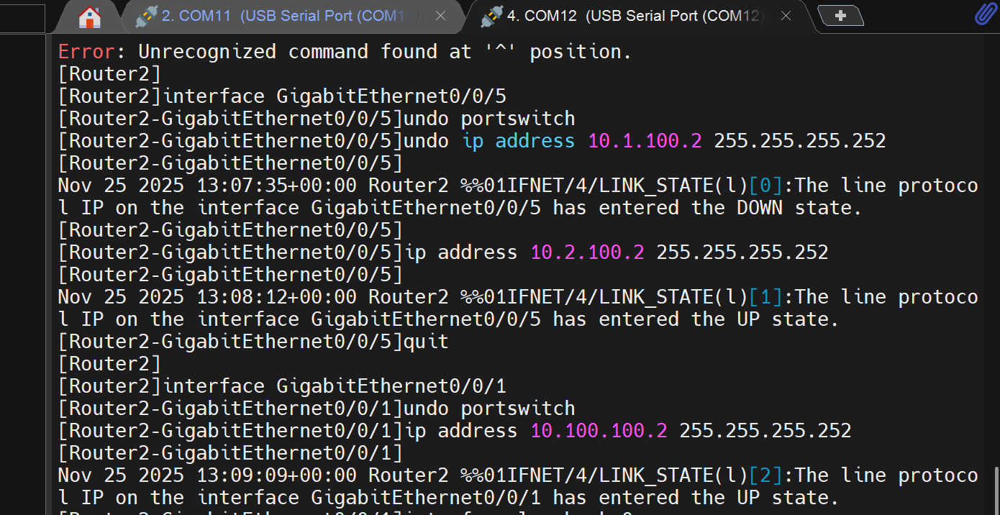 2. COM11 (USB Serial Port (COM1
4. COM12 (USB Serial Port (COM12)
Error: Unrecognized command found at '^' position.
[Router2]
[Router2]interface GigabitEthernet0/0/5
[Router2-GigabitEthernet0/0/5]undo portswitch
[Router2-GigabitEthernet0/0/5]undo ip address 10.1.100.2 255.255.255.252
[Router2-GigabitEthernet0/0/5]
Nov 25 2025 13:07:35+00:00 Router2 %%01IFNET/4/LINK_STATE(l)[0]:The line protoco
l IP on the interface GigabitEthernet0/0/5 has entered the DOWN state.
[Router2-GigabitEthernet0/0/5]
[Router2-GigabitEthernet0/0/5]ip address 10.2.100.2 255.255.255.252
[Router2-GigabitEthernet0/0/5]
Nov 25 2025 13:08:12+00:00 Router2 %%01IFNET/4/LINK_STATE(l)[1]:The line protoco
l IP on the interface GigabitEthernet0/0/5 has entered the UP state.
[Router2-GigabitEthernet0/0/5]quit
[Router2]
[Router2]interface GigabitEthernet0/0/1
[Router2-GigabitEthernet0/0/1]undo portswitch
[Router2-GigabitEthernet0/0/1]ip address 10.100.100.2 255.255.255.252
[Router2-GigabitEthernet0/0/1]
Nov 25 2025 13:09:09+00:00 Router2 %%01IFNET/4/LINK_STATE(l)[2]:The line protoco
l IP on the interface GigabitEthernet0/0/1 has entered the UP state.